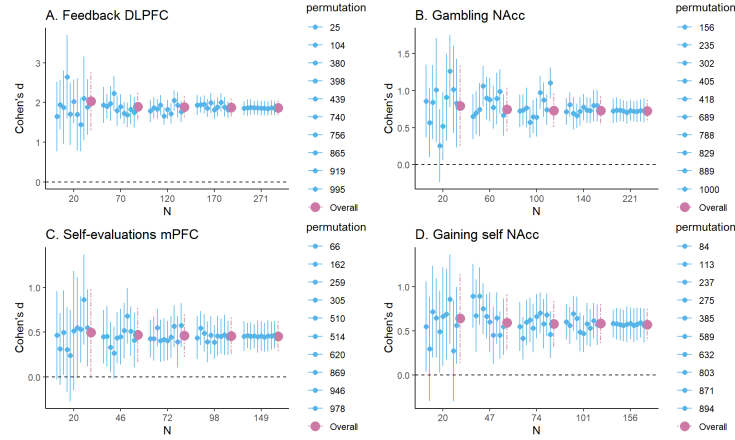 A. Feedback DLPFC
Cohen's d
3
2
1
0
20 70 120 170 271
N
permutation
25
104
380
398
439
740
756
865
919
995
Overall
B. Gambling NAcc
Cohen's d
1.5
1.0
0.5
0.0
20 60 100 140 221
N
permutation
156
235
302
405
418
689
788
829
889
1000
Overall
C. Self-evaluations mPFC
Cohen's d
1.0
0.5
0.0
20 46 72 98 149
N
permutation
66
162
259
305
510
514
620
869
946
978
Overall
D. Gaining self NAcc
Cohen's d
1.0
0.5
0.0
20 47 74 101 156
N
permutation
84
113
237
275
385
589
632
803
871
894
Overall